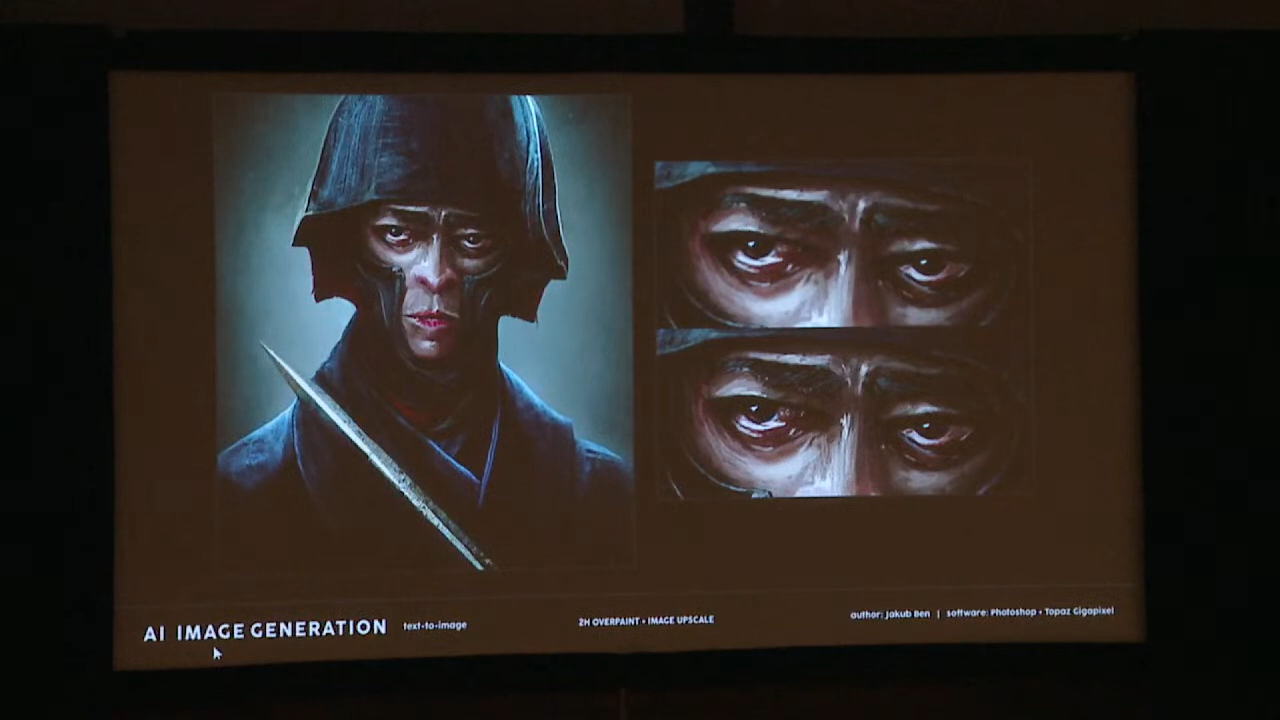 AI IMAGE GENERATION text-to-image
2H OVERPAINT • IMAGE UPSCALE
author: Jakub Ben | software: Photoshop • Topaz Gigapixel